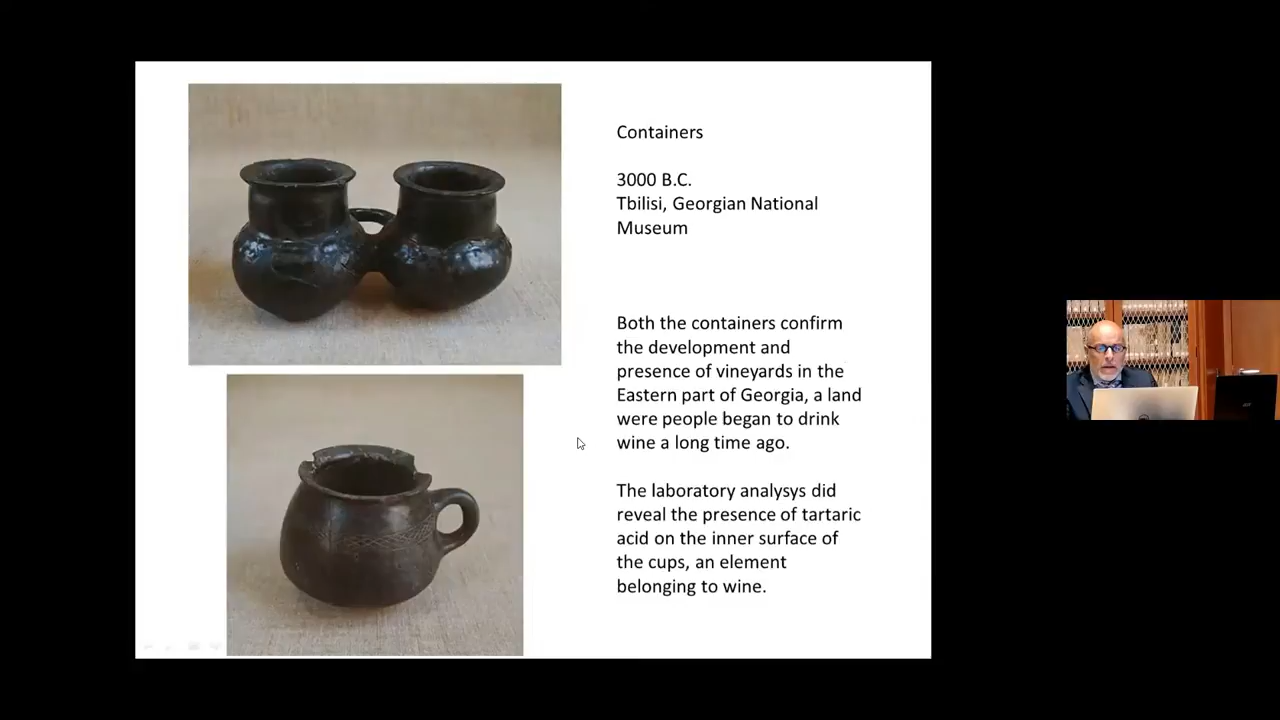 Containers
3000 B.C.
Tbilisi, Georgian National
Museum
Both the containers confirm
the development and
presence of vineyards in the
Eastern part of Georgia, a land
were people began to drink
wine a long time ago.
The laboratory analysys did
reveal the presence of tartaric
acid on the inner surface of
the cups, an element
belonging to wine.